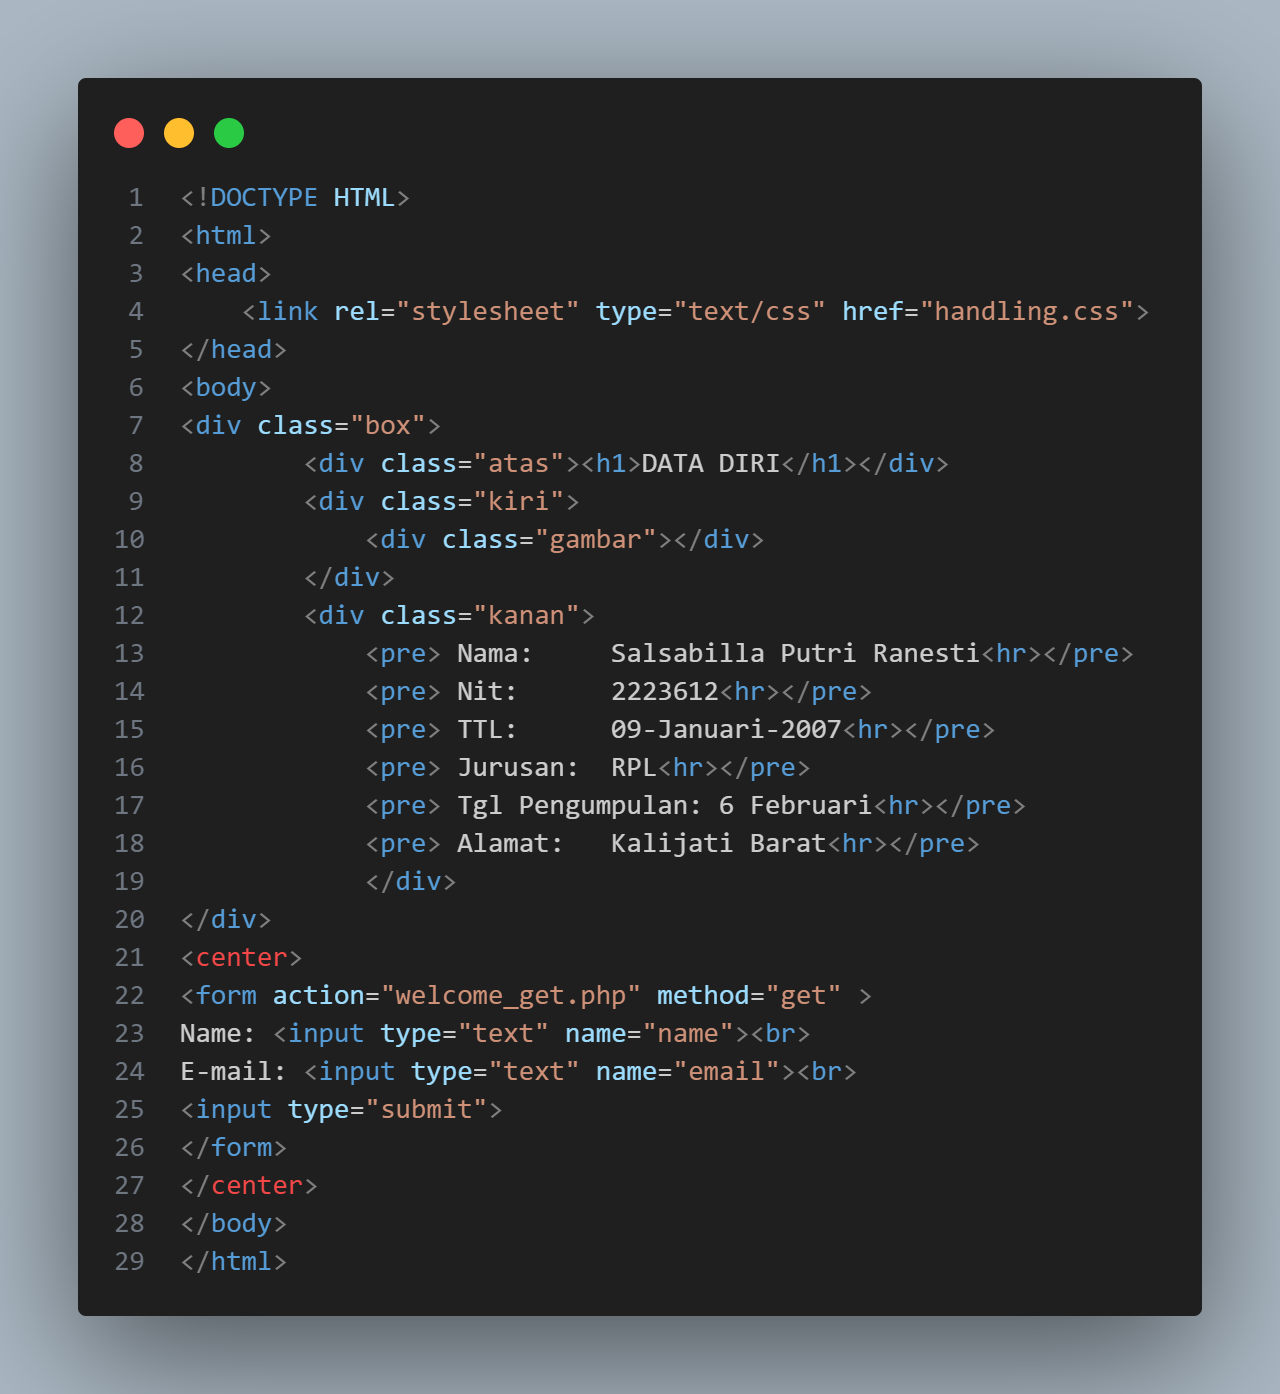 1 <!DOCTYPE HTML>
2 <html>
3 <head>
4     <link rel="stylesheet" type="text/css" href="handling.css">
5 </head>
6 <body>
7 <div class="box">
8         <div class="atas"><h1>DATA DIRI</h1></div>
9         <div class="kiri">
10             <div class="gambar"></div>
11         </div>
12         <div class="kanan">
13             <pre> Nama:     Salsabilla Putri Ranesti<hr></pre>
14             <pre> Nit:      2223612<hr></pre>
15             <pre> TTL:      09-Januari-2007<hr></pre>
16             <pre> Jurusan:  RPL<hr></pre>
17             <pre> Tgl Pengumpulan: 6 Februari<hr></pre>
18             <pre> Alamat:   Kalijati Barat<hr></pre>
19             </div>
20 </div>
21 <center>
22 <form action="welcome_get.php" method="get" >
23 Name: <input type="text" name="name"><br>
24 E-mail: <input type="text" name="email"><br>
25 <input type="submit">
26 </form>
27 </center>
28 </body>
29 </html>